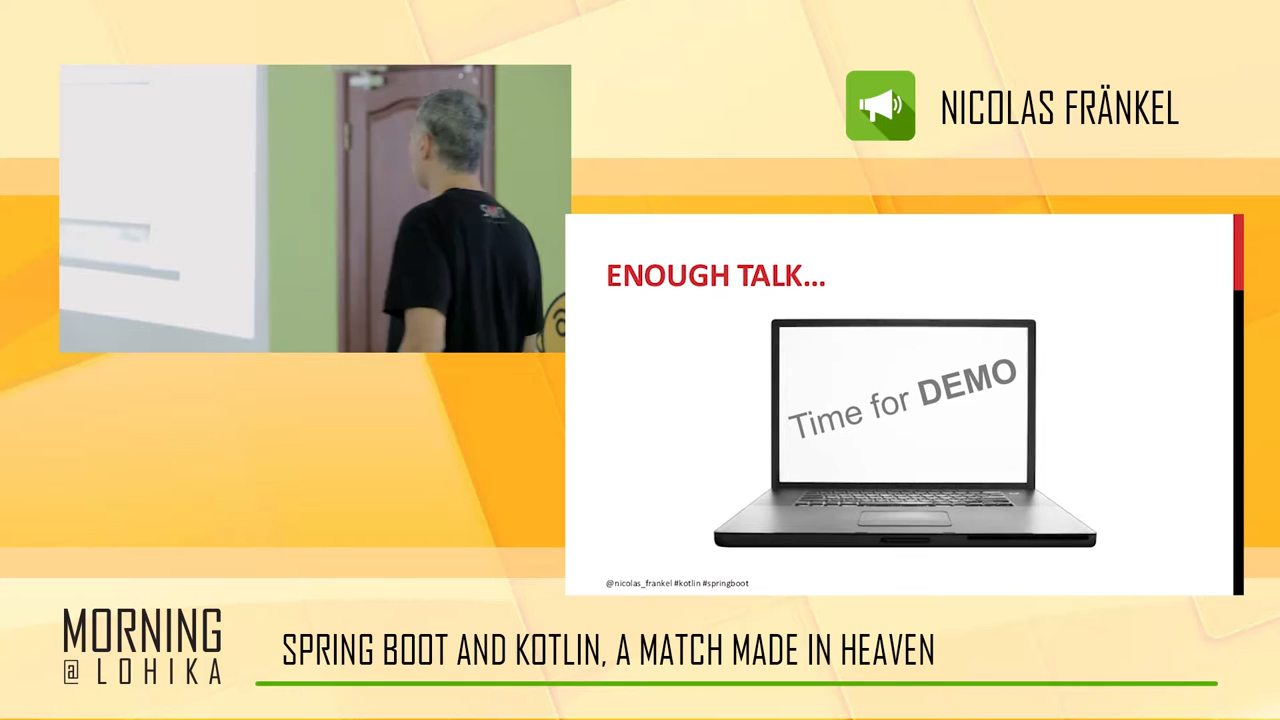 NICOLAS FRÄNKEL
ENOUGH TALK...
Time for DEMO
@nicolas_frankel #kotlin #springboot
MORNING
@ LOHIKA
SPRING BOOT AND KOTLIN, A MATCH MADE IN HEAVEN